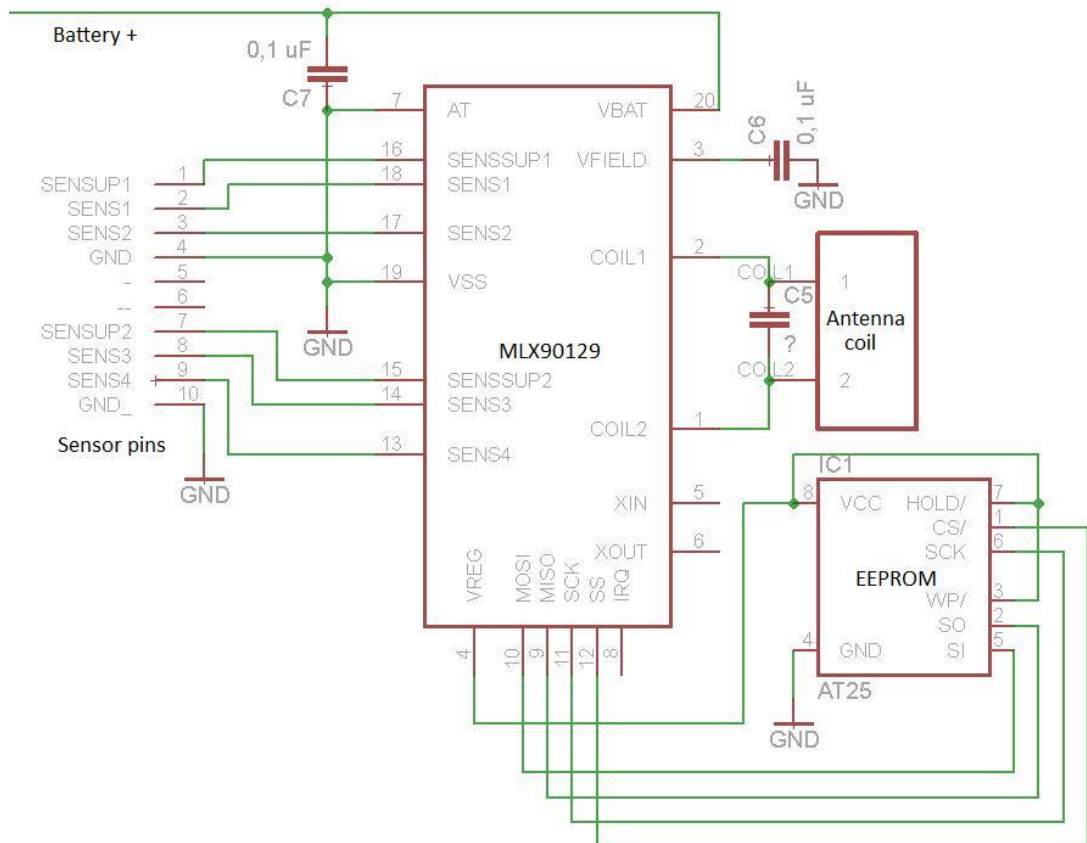 Battery +
0,1 uF
C7
7 AT
VBAT 20
C6
0,1 uF
16 SENSSUP1
VFIELD 3
SENSUP1 1
18 SENS1
GND
SENS1 2
SENS2 3
17 SENS2
GND 4
COIL1 2
- 5
19 VSS
COIL1 1
C5
-- 6
SENSUP2 7
GND
MLX90129
?
Antenna
coil
SENS3 8
SENS4 9
15 SENSSUP2
COIL2 2
GND_ 10
14 SENS3
COIL2 1
Sensor pins
13 SENS4
GND
IC1
XIN 5
8 VCC
HOLD/ 7
CS/ 1
XOUT 6
SCK 6
EEPROM
VREG
MOSI
MISO
SCK
SS
IRQ
WP/ 3
SO 2
4
10
9
11
12
8
4 GND
SI 5
AT25
GND